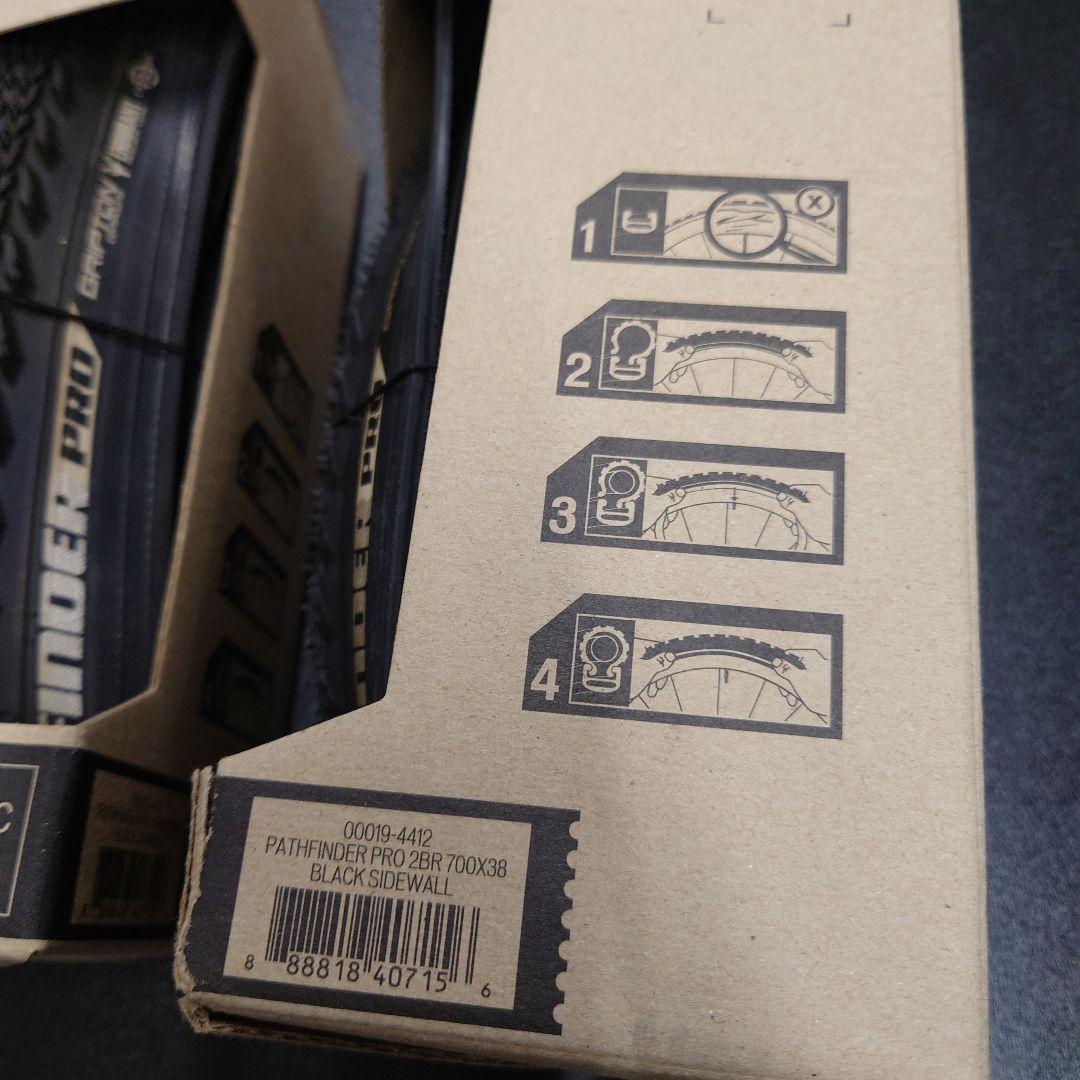 GRIPTON
PRO
NDER
1
X
2
3
4
C
00019-4412
PATHFINDER PRO 2BR 700X38
BLACK SIDEWALL
8 88818 40715 6